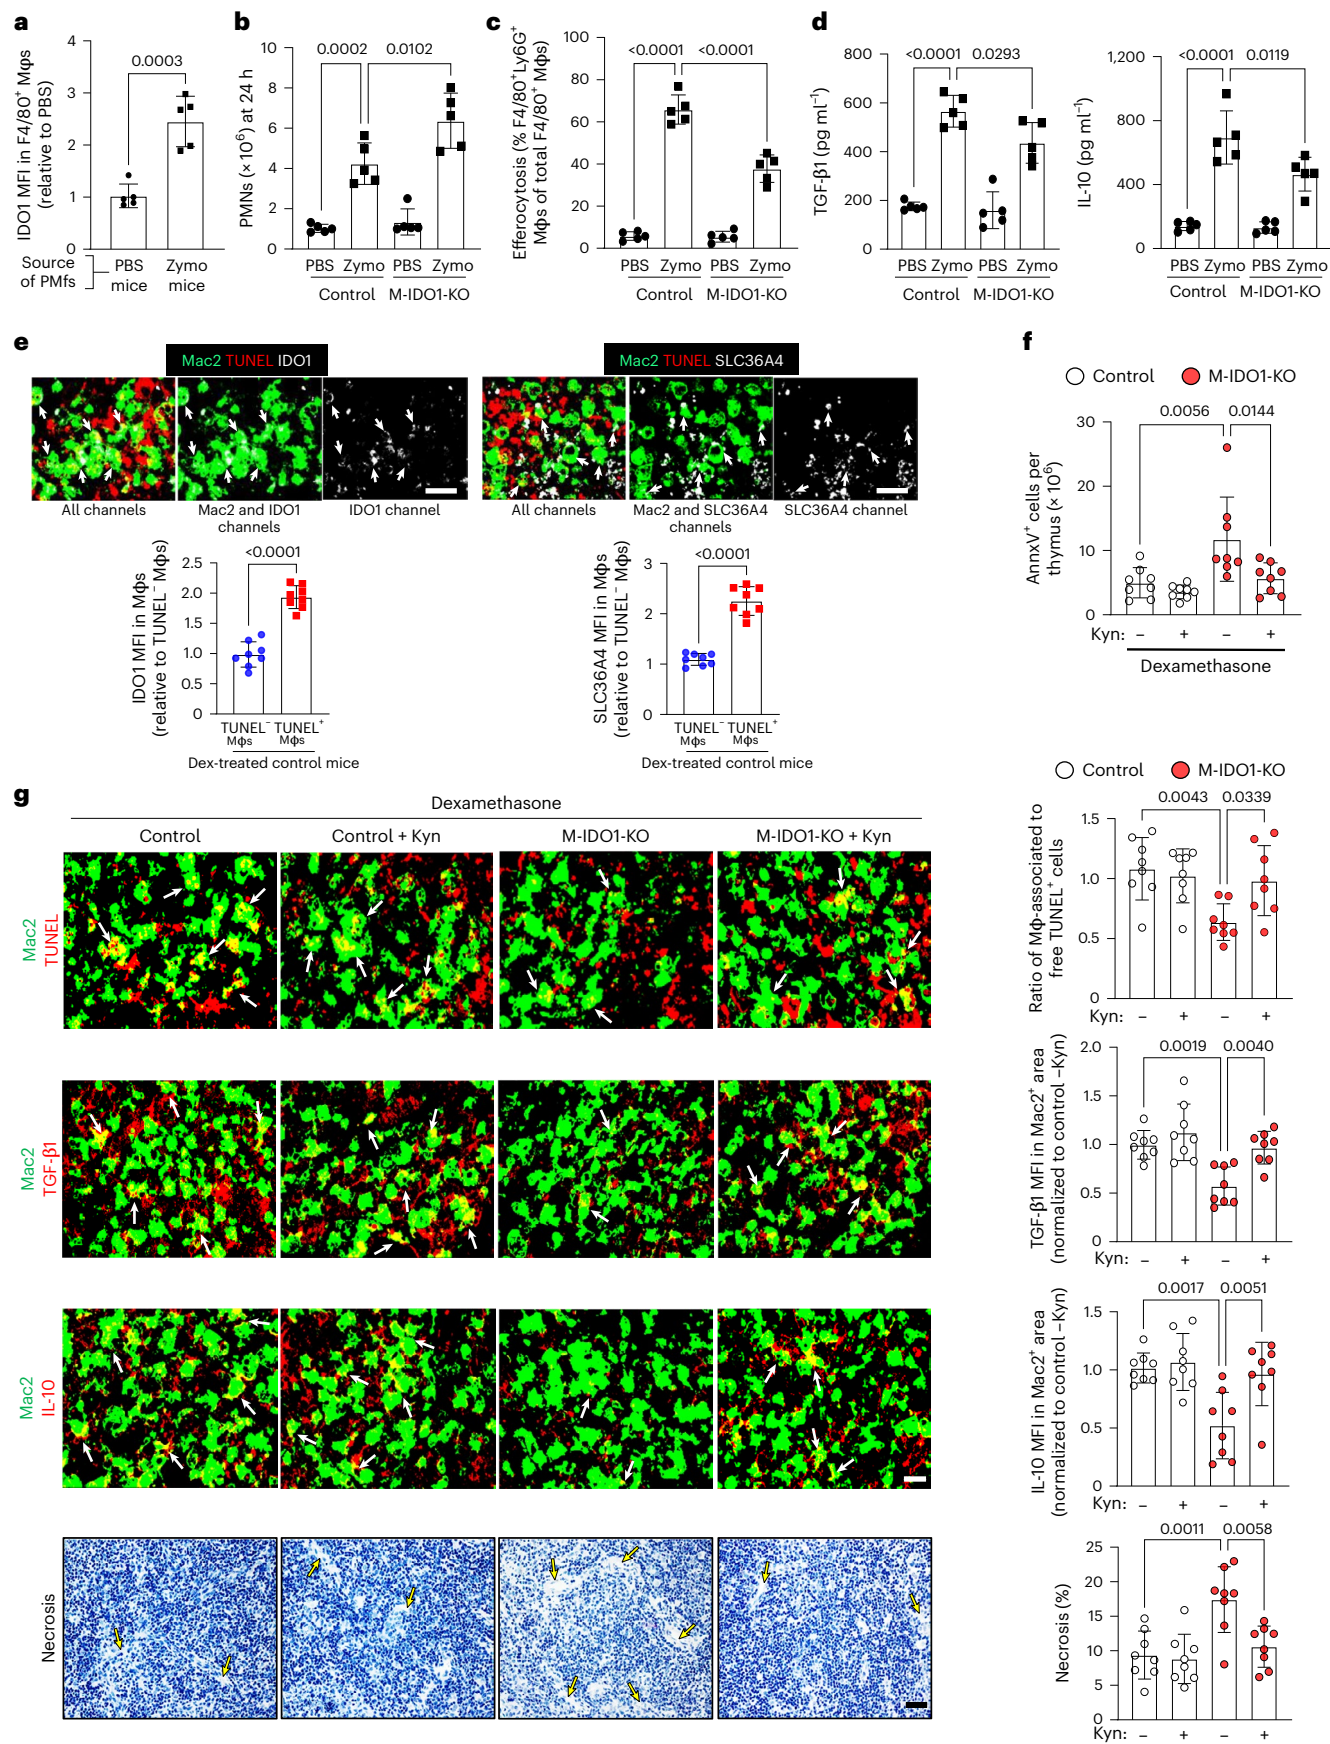 a
IDO1 MFI in F4/80⁺ Mφs
(relative to PBS)
4
3
2
1
0
0.0003
Source
of PMfs
PBS
mice
Zymo
mice
b
PMNs (×10⁶) at 24 h
10
8
6
4
2
0
0.0002
0.0102
PBS Zymo PBS Zymo
Control M-IDO1-KO
c
Efferocytosis (% F4/80⁺Ly6G⁺
Mφs of total F4/80⁺ Mφs)
100
80
60
40
20
0
<0.0001
<0.0001
PBS Zymo PBS Zymo
Control M-IDO1-KO
d
TGF-β1 (pg ml⁻¹)
800
600
400
200
0
<0.0001
0.0293
PBS Zymo PBS Zymo
Control M-IDO1-KO
IL-10 (pg ml⁻¹)
1,200
800
400
0
<0.0001
0.0119
PBS Zymo PBS Zymo
Control M-IDO1-KO
e
Mac2 TUNEL IDO1
All channels
Mac2 and IDO1
channels
IDO1 channel
Mac2 TUNEL SLC36A4
All channels
Mac2 and SLC36A4
channels
SLC36A4 channel
IDO1 MFI in Mφs
(relative to TUNEL⁻ Mφs)
2.5
2.0
1.5
1.0
0.5
0
<0.0001
TUNEL⁻ TUNEL⁺
Mφs Mφs
Dex-treated control mice
SLC36A4 MFI in Mφs
(relative to TUNEL⁻ Mφs)
3
2
1
0
<0.0001
TUNEL⁻ TUNEL⁺
Mφs Mφs
Dex-treated control mice
f
Control M-IDO1-KO
AnnxV⁺ cells per
thymus (× 10⁶)
30
20
10
0
0.0056
0.0144
Kyn: – + – +
Dexamethasone
g
Dexamethasone
Control
Control + Kyn
M-IDO1-KO
M-IDO1-KO + Kyn
Mac2
TUNEL
Mac2
TGF-β1
Mac2
IL-10
Necrosis
Control M-IDO1-KO
Ratio of Mφ-associated to
free TUNEL⁺ cells
1.5
1.0
0.5
0
0.0043
0.0339
Kyn: – + – +
TGF-β1 MFI in Mac2⁺ area
(normalized to control –Kyn)
2.0
1.5
1.0
0.5
0
0.0019
0.0040
Kyn: – + – +
IL-10 MFI in Mac2⁺ area
(normalized to control –Kyn)
1.5
1.0
0.5
0
0.0017
0.0051
Kyn: – + – +
Necrosis (%)
25
20
15
10
5
0
0.0011
0.0058
Kyn: – + – +